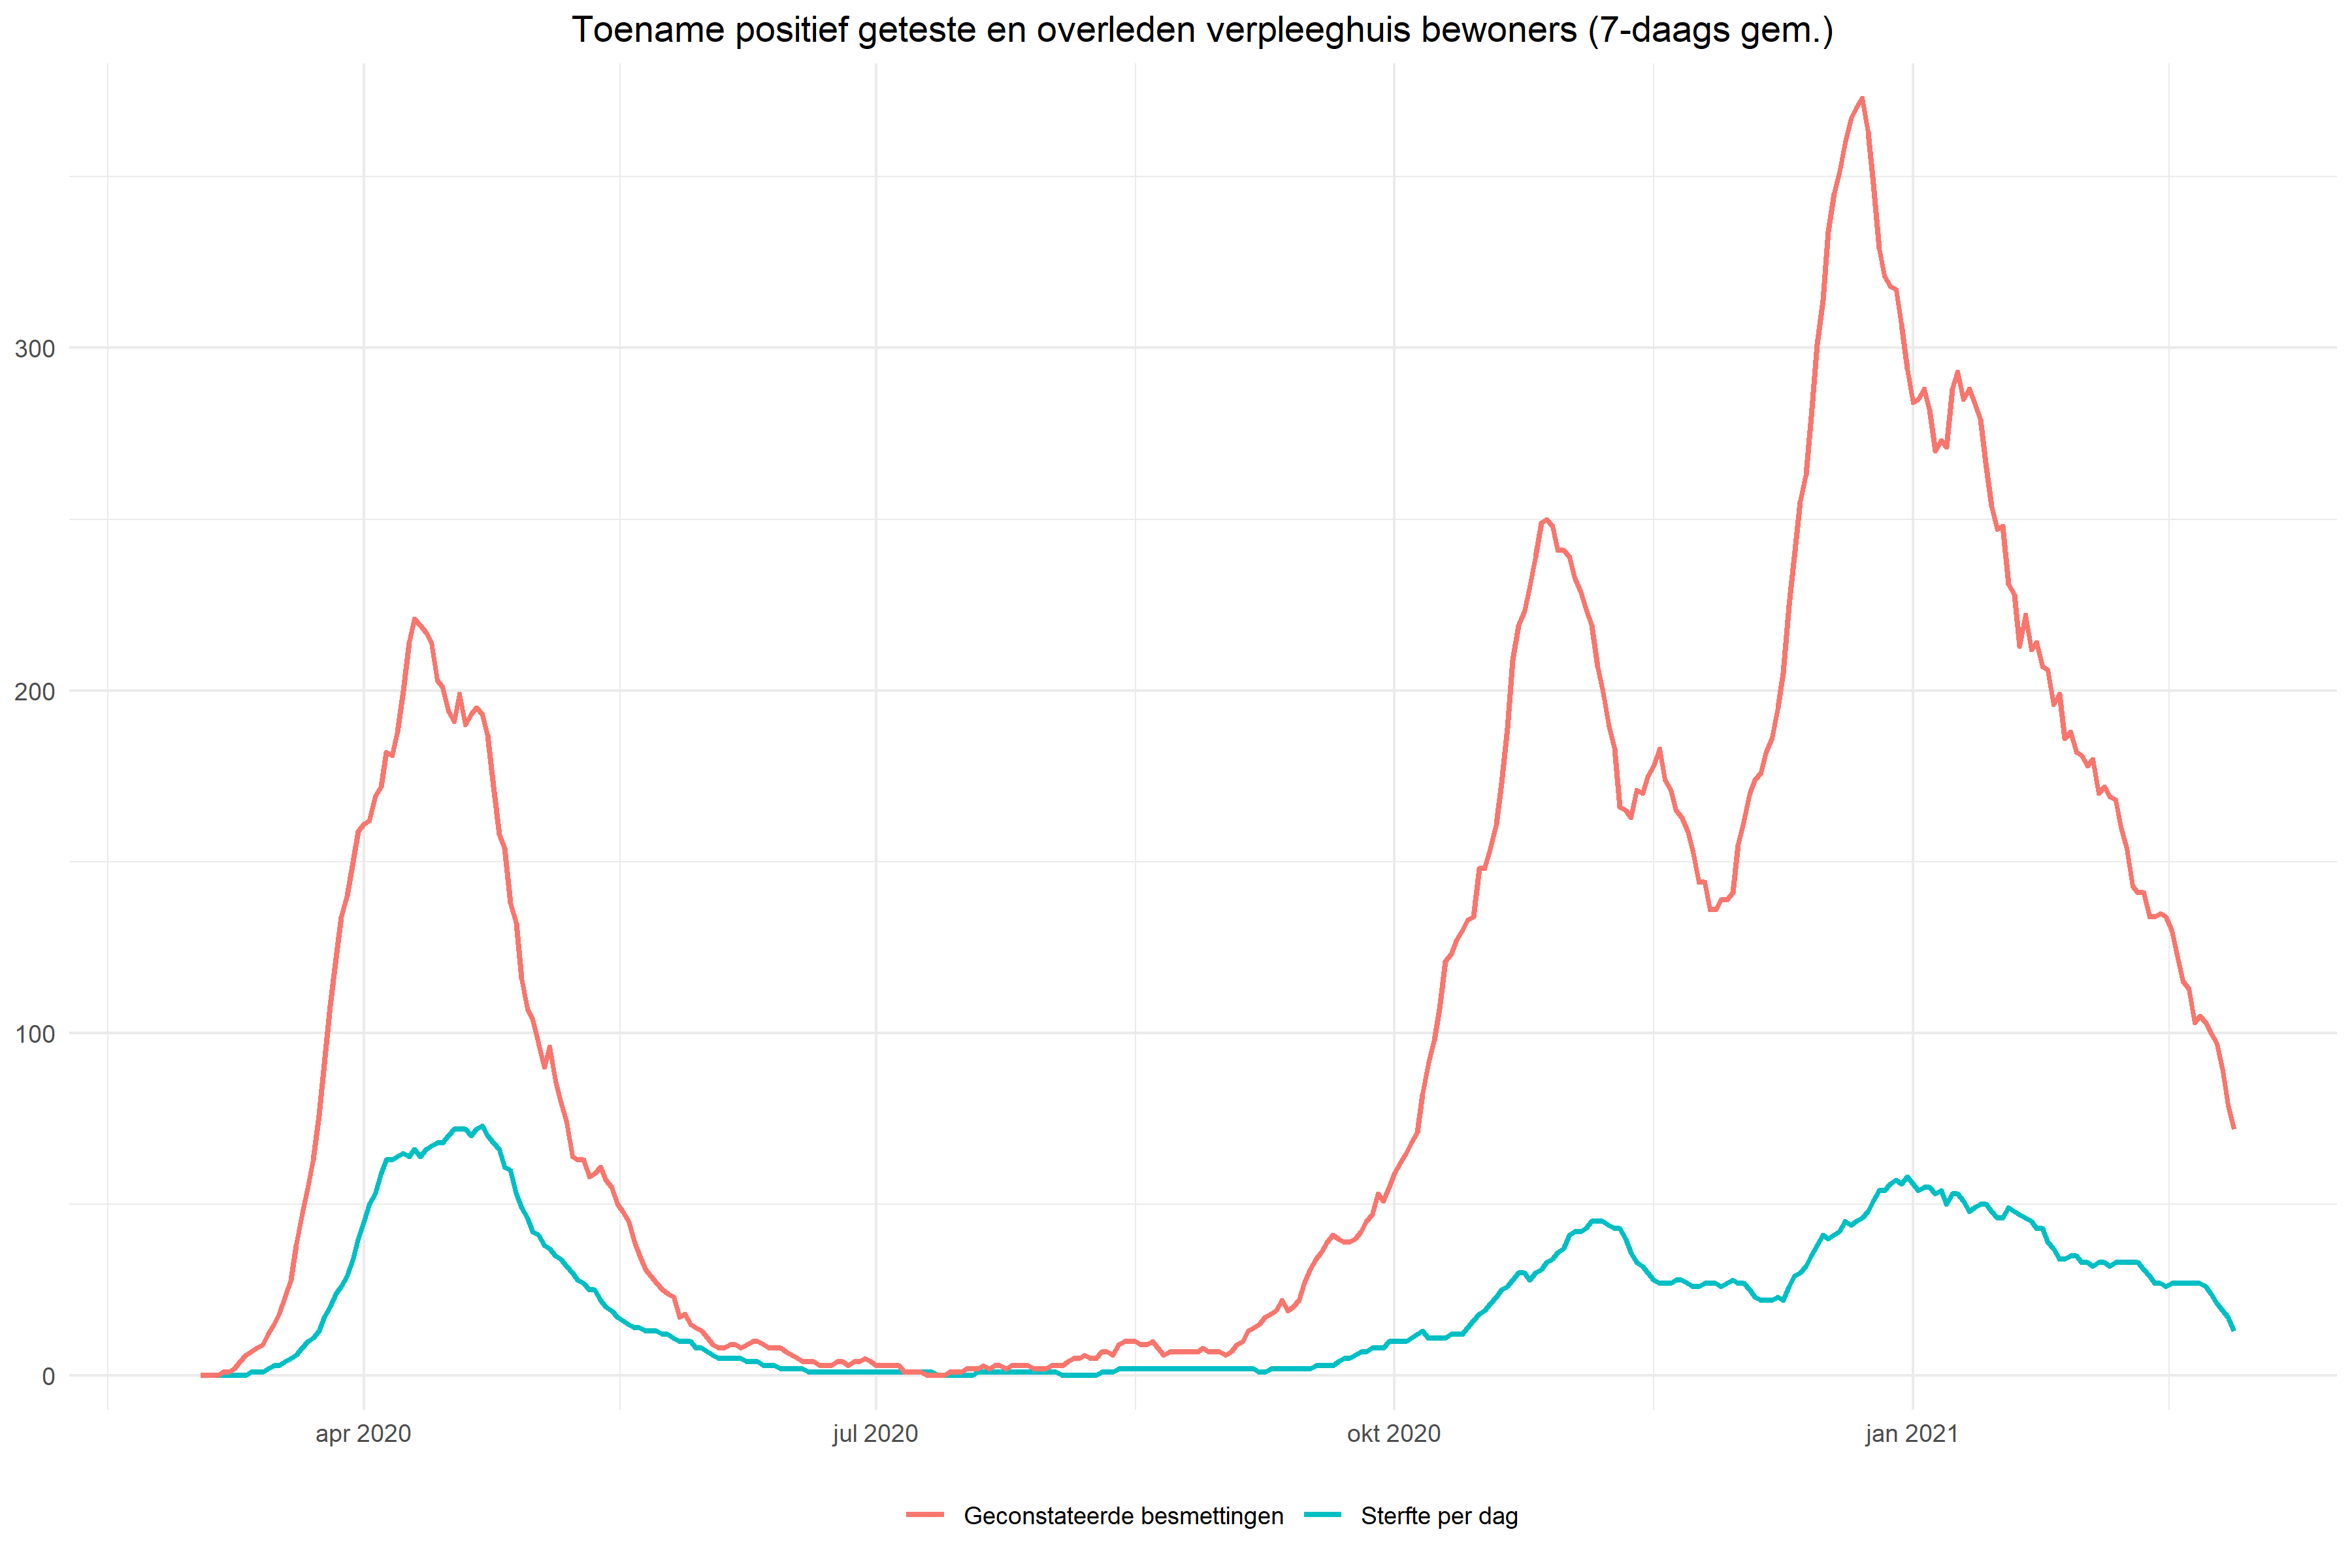 Toename positief geteste en overleden verpleeghuis bewoners (7-daags gem.)
300
200
100
0
apr 2020 jul 2020 okt 2020 jan 2021
Geconstateerde besmettingen Sterfte per dag